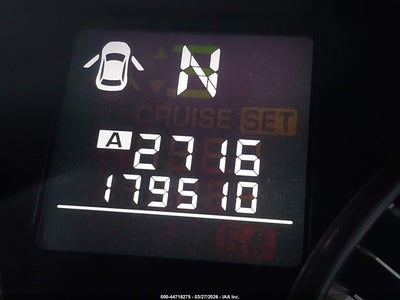 N
CRUISE SET
A 2716
179510
000-44716275 - 03/27/2026 - IAA Inc.